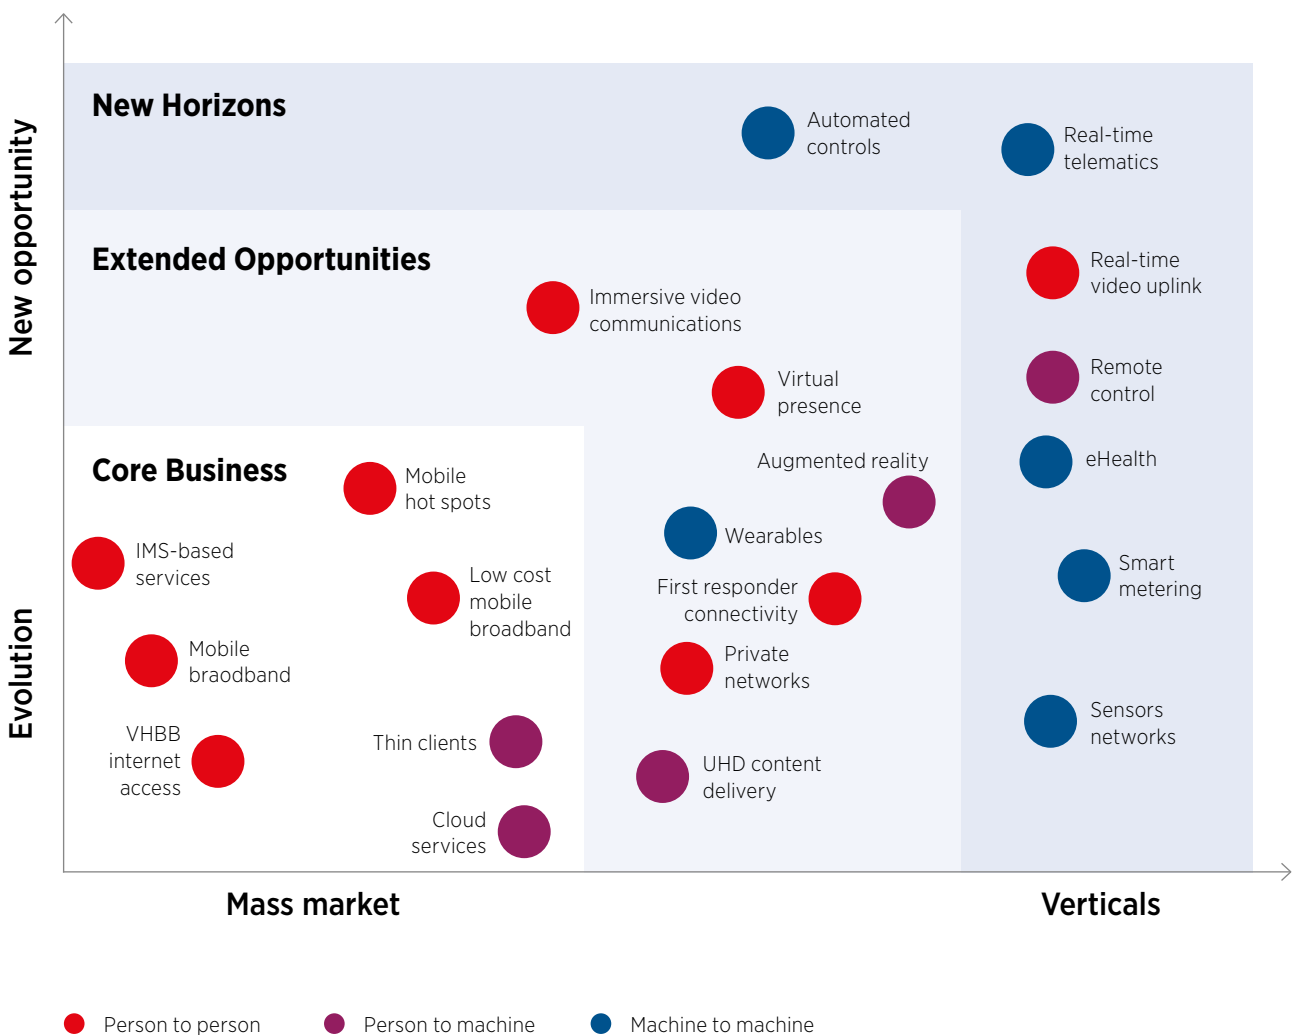 New opportunity
Evolution
New Horizons
Automated
controls
Real-time
telematics
Extended Opportunities
Real-time
video uplink
Immersive video
communications
Virtual
presence
Remote
control
Core Business
Mobile
hot spots
Augmented reality
eHealth
IMS-based
services
Wearables
Low cost
mobile
broadband
First responder
connectivity
Smart
metering
Mobile
braodband
Private
networks
VHBB
internet
access
Thin clients
UHD content
delivery
Sensors
networks
Cloud
services
Mass market
Verticals
Person to person
Person to machine
Machine to machine